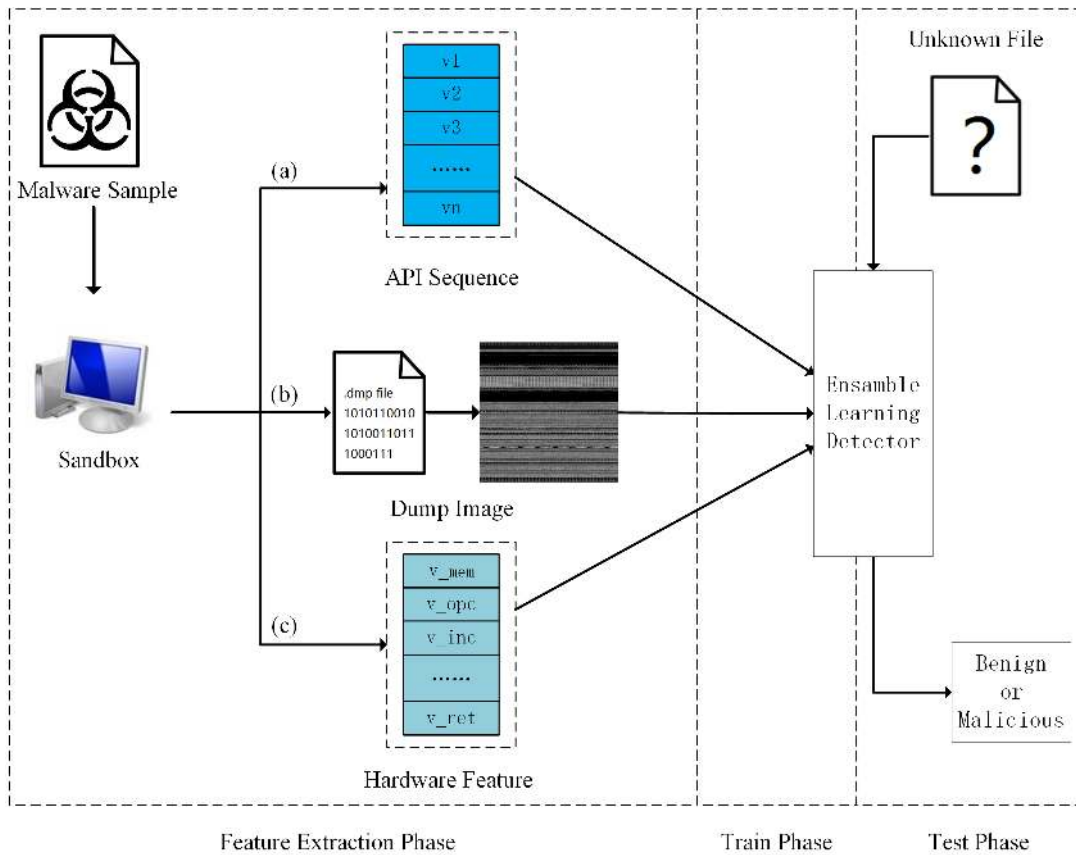 Malware Sample
Sandbox
(a)
v1
v2
v3
......
vn
API Sequence
(b)
.dmp file
1010110010
1010011011
1000111
Dump Image
(c)
v_mem
v_opc
v_inc
......
v_ret
Hardware Feature
Ensamble
Learning
Detector
Unknown File
?
Benign
or
Malicious
Feature Extraction Phase
Train Phase
Test Phase